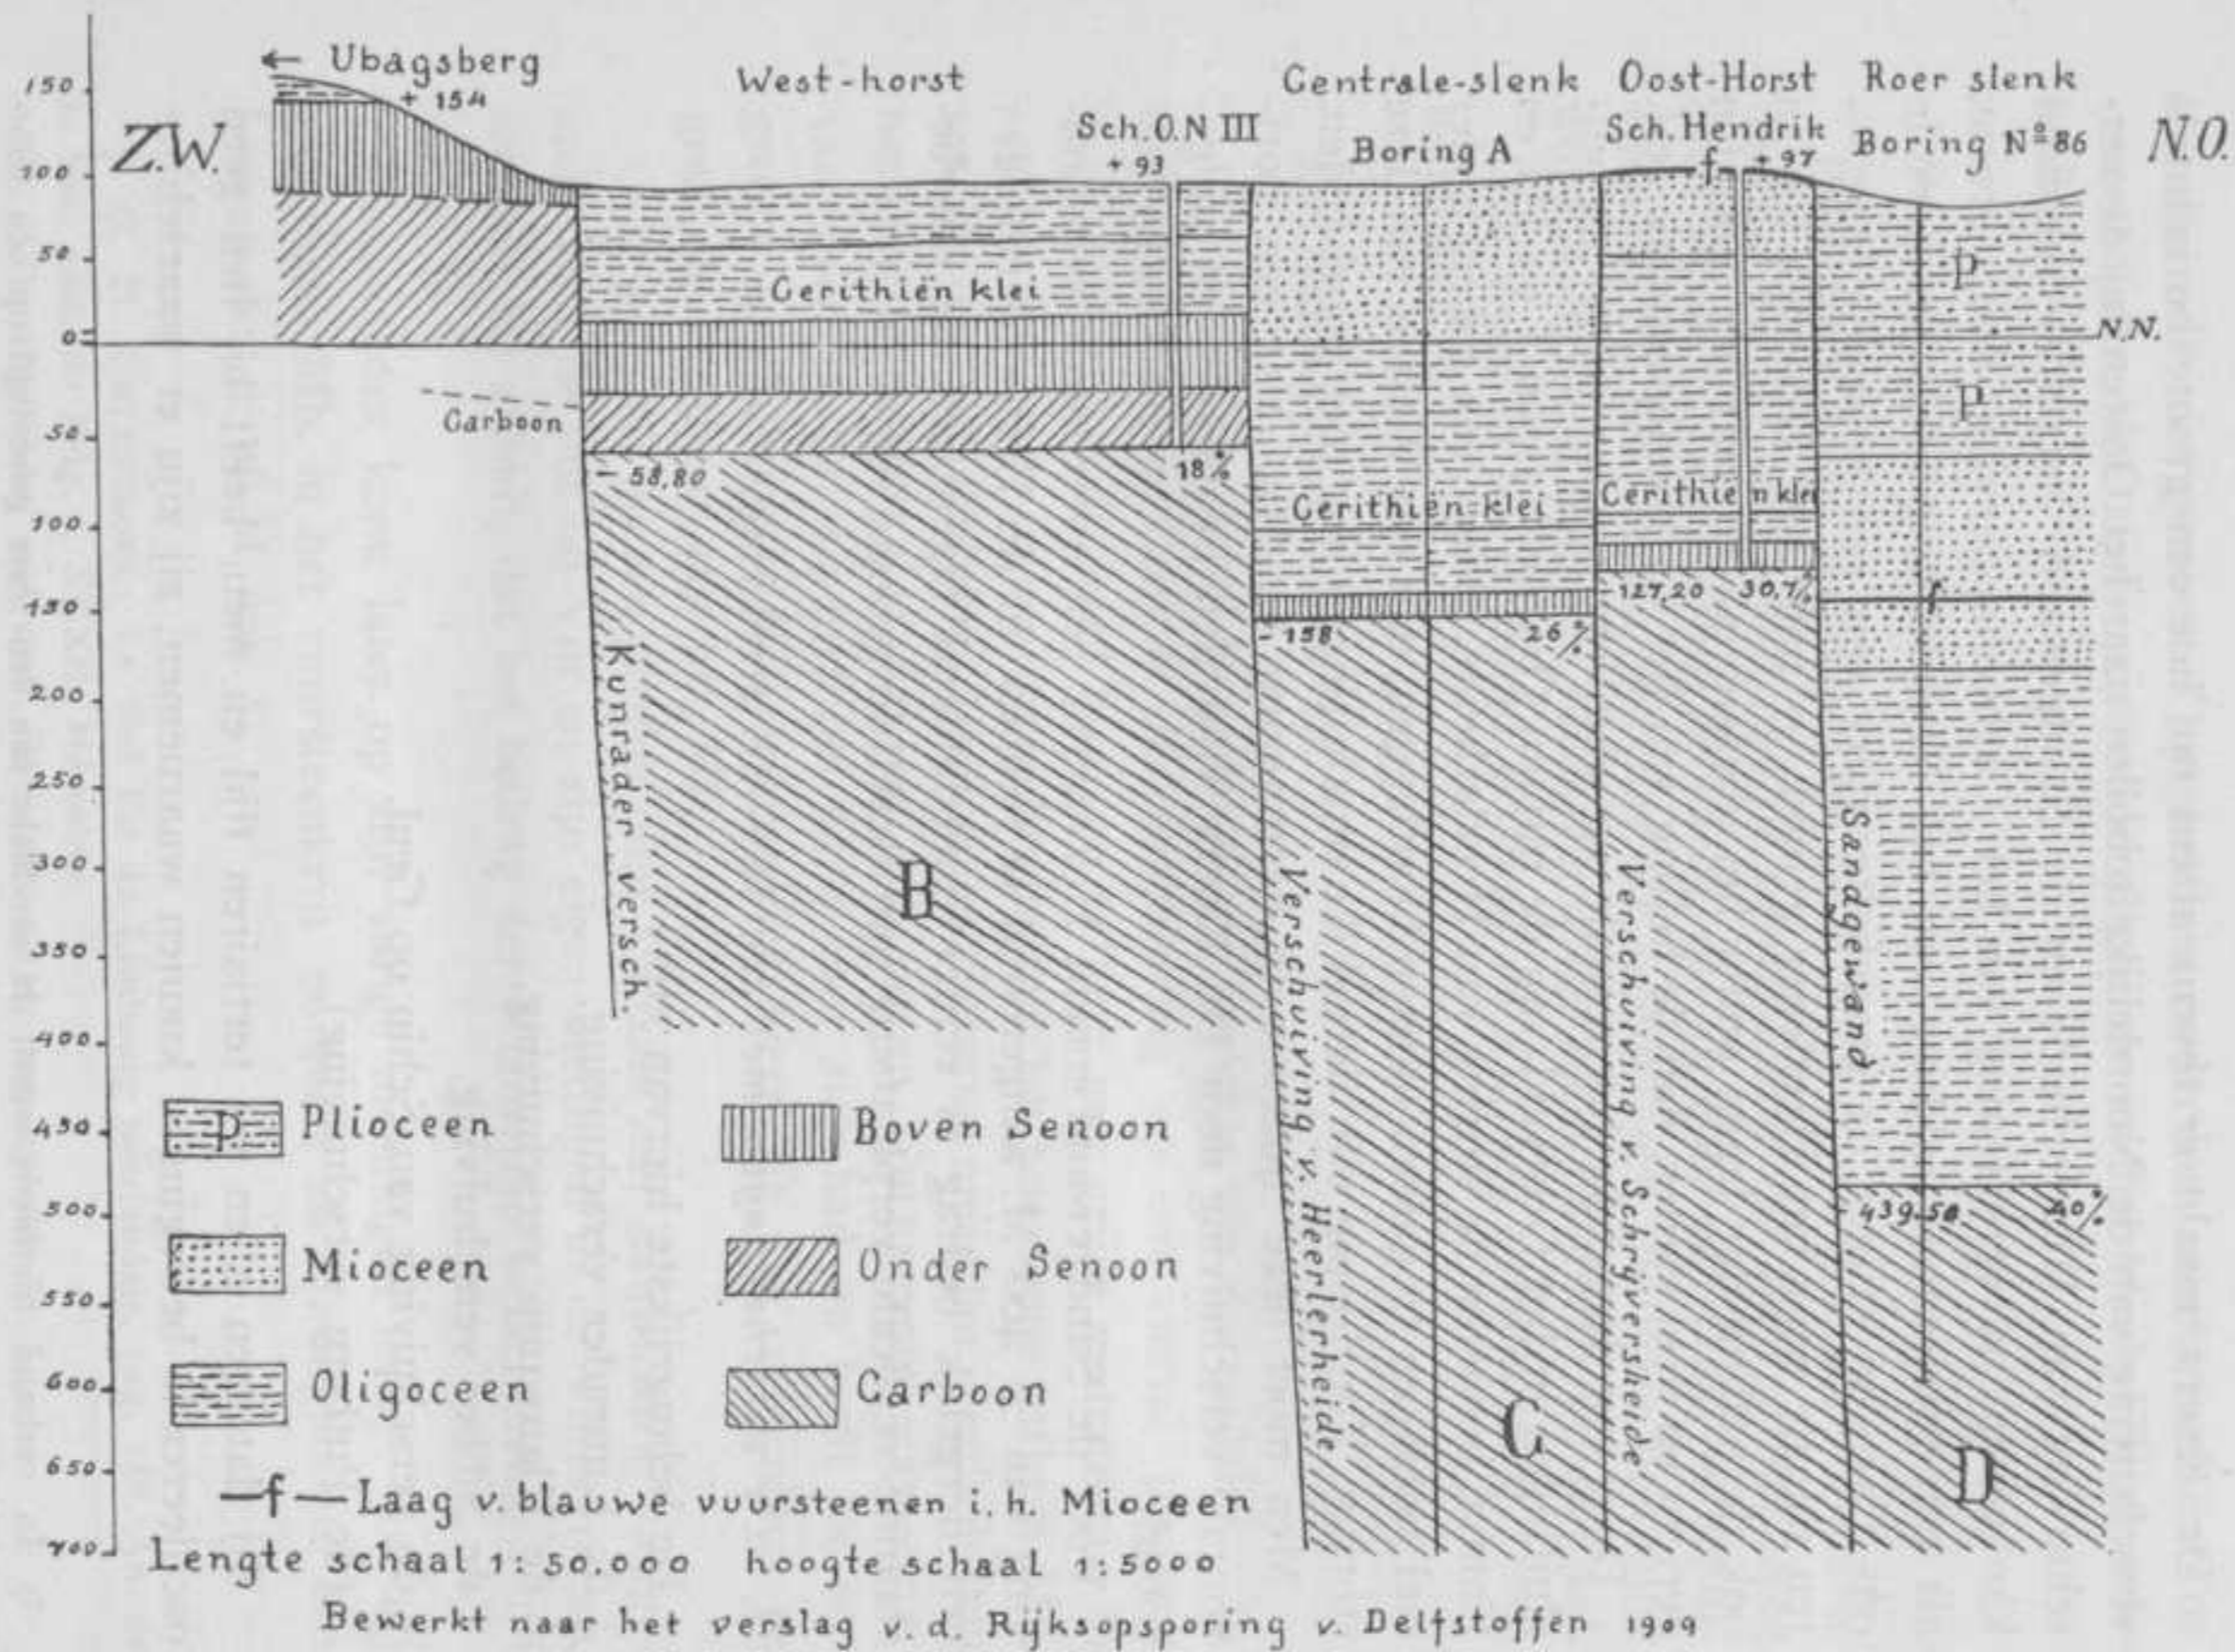 ← Ubagsberg
+ 154
West-horst
Centrale-slenk
Oost-Horst
Roer slenk
Z.W.
Sch. O. N III
+ 93
Boring A
Sch. Hendrik
f + 97
Boring Nº 86
N.O.
150
100
50
0
50
100
150
200
250
300
350
400
450
500
550
600
650
700
P
Cerithiën klei
N.N.
P
Carboon
- 58,80
18%
Cerithiën klei
Cerithiën klei
- 127,20
30,7%
f
- 158
26%
Kunrader versch.
B
Verschuiving v. Heerlerheide
Verschuiving v. Schrijversheide
Sandgewand
- 439.50
40%
C
D
P Plioceen
Boven Senoon
Mioceen
Onder Senoon
Oligoceen
Carboon
—f— Laag v. blauwe vuursteenen i. h. Mioceen
Lengte schaal 1: 50.000 hoogte schaal 1: 5000
Bewerkt naar het verslag v. d. Rijksopsporing v. Delfstoffen 1909